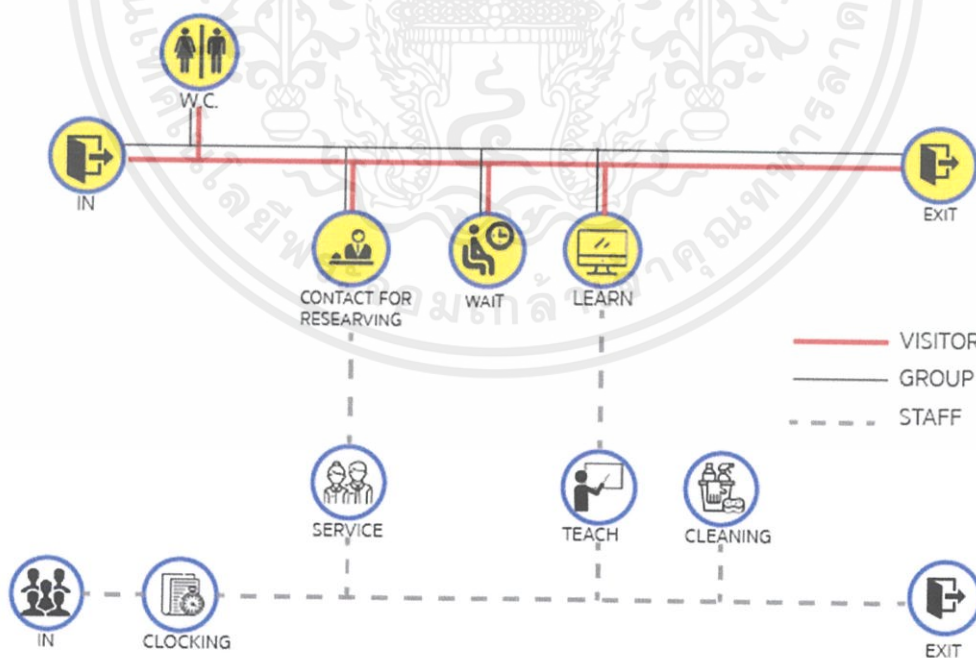 W.C.
IN
EXIT
CONTACT FOR
RESEARVING
WAIT
LEARN
VISITOR
GROUP
STAFF
SERVICE
TEACH
CLEANING
IN
CLOCKING
EXIT